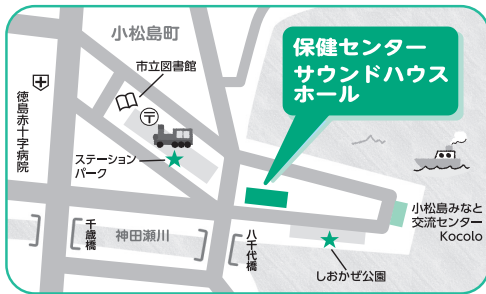 小松島町
市立図書館
保健センター
サウンドハウス
ホール
徳島赤十字病院
〒
ステーション
パーク
千歳橋
神田瀬川
八千代橋
しおかぜ公園
小松島みなと
交流センター
Kocolo